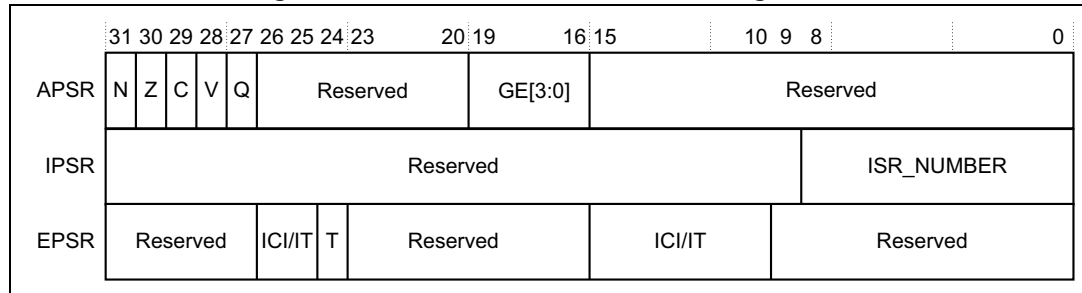 31 30 29 28 27 26 25 24 23 20 19 16 15 10 9 8 0
APSR N Z C V Q Reserved GE[3:0] Reserved
IPSR Reserved ISR_NUMBER
EPSR Reserved ICI/IT T Reserved ICI/IT Reserved